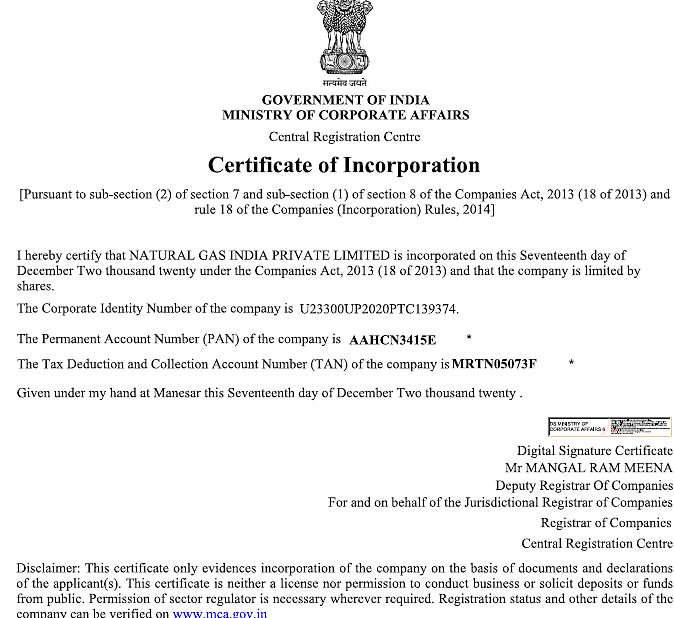 सत्यमेव जयते
GOVERNMENT OF INDIA
MINISTRY OF CORPORATE AFFAIRS
Central Registration Centre
Certificate of Incorporation
[Pursuant to sub-section (2) of section 7 and sub-section (1) of section 8 of the Companies Act, 2013 (18 of 2013) and
rule 18 of the Companies (Incorporation) Rules, 2014]
I hereby certify that NATURAL GAS INDIA PRIVATE LIMITED is incorporated on this Seventeenth day of
December Two thousand twenty under the Companies Act, 2013 (18 of 2013) and that the company is limited by
shares.
The Corporate Identity Number of the company is U23300UP2020PTC139374.
The Permanent Account Number (PAN) of the company is AAHCN3415E *
The Tax Deduction and Collection Account Number (TAN) of the company is MRTN05073F *
Given under my hand at Manesar this Seventeenth day of December Two thousand twenty .
DS MINISTRY OF
CORPORATE AFFAIRS 6
Digital Signature Certificate
Mr MANGAL RAM MEENA
Deputy Registrar Of Companies
For and on behalf of the Jurisdictional Registrar of Companies
Registrar of Companies
Central Registration Centre
Disclaimer: This certificate only evidences incorporation of the company on the basis of documents and declarations
of the applicant(s). This certificate is neither a license nor permission to conduct business or solicit deposits or funds
from public. Permission of sector regulator is necessary wherever required. Registration status and other details of the
company can be verified on www.mca.gov.in